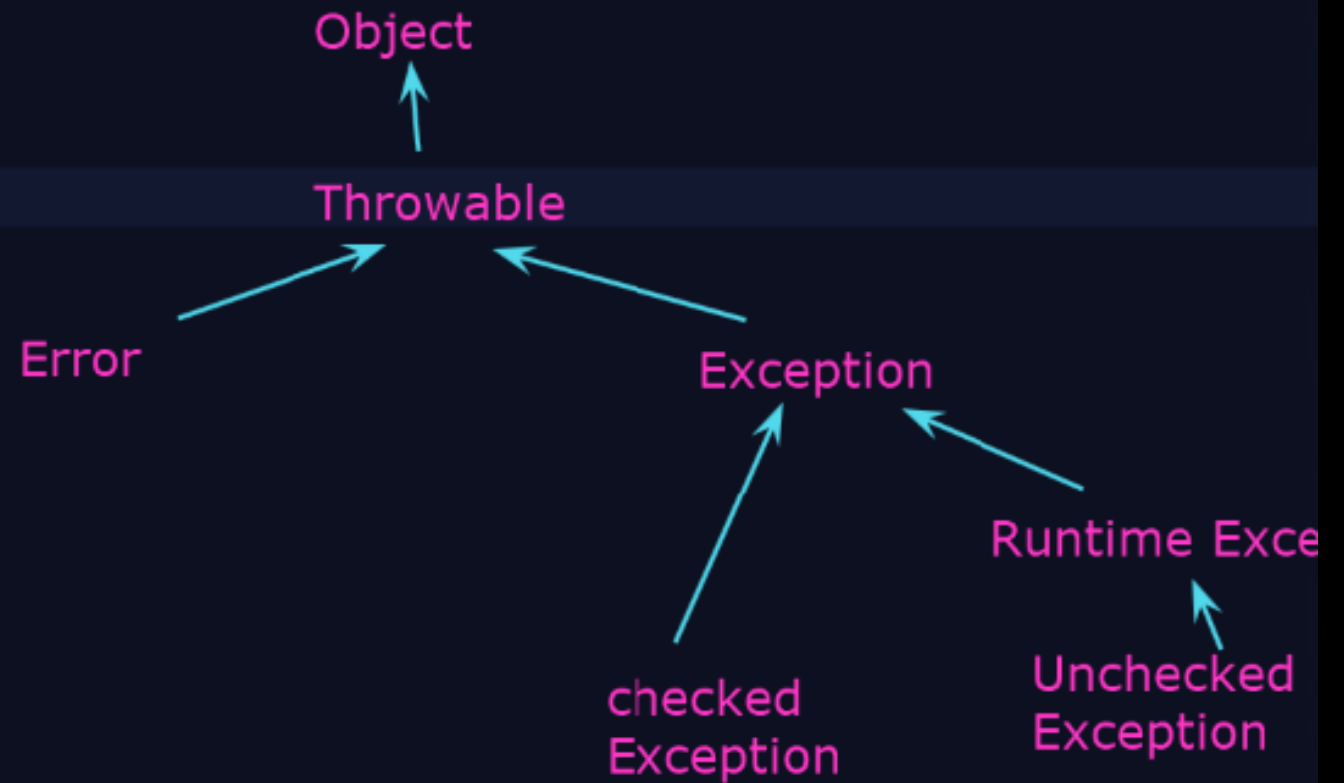 Object
Throwable
Error
Exception
Runtime Exce
Unchecked
Exception
checked
Exception